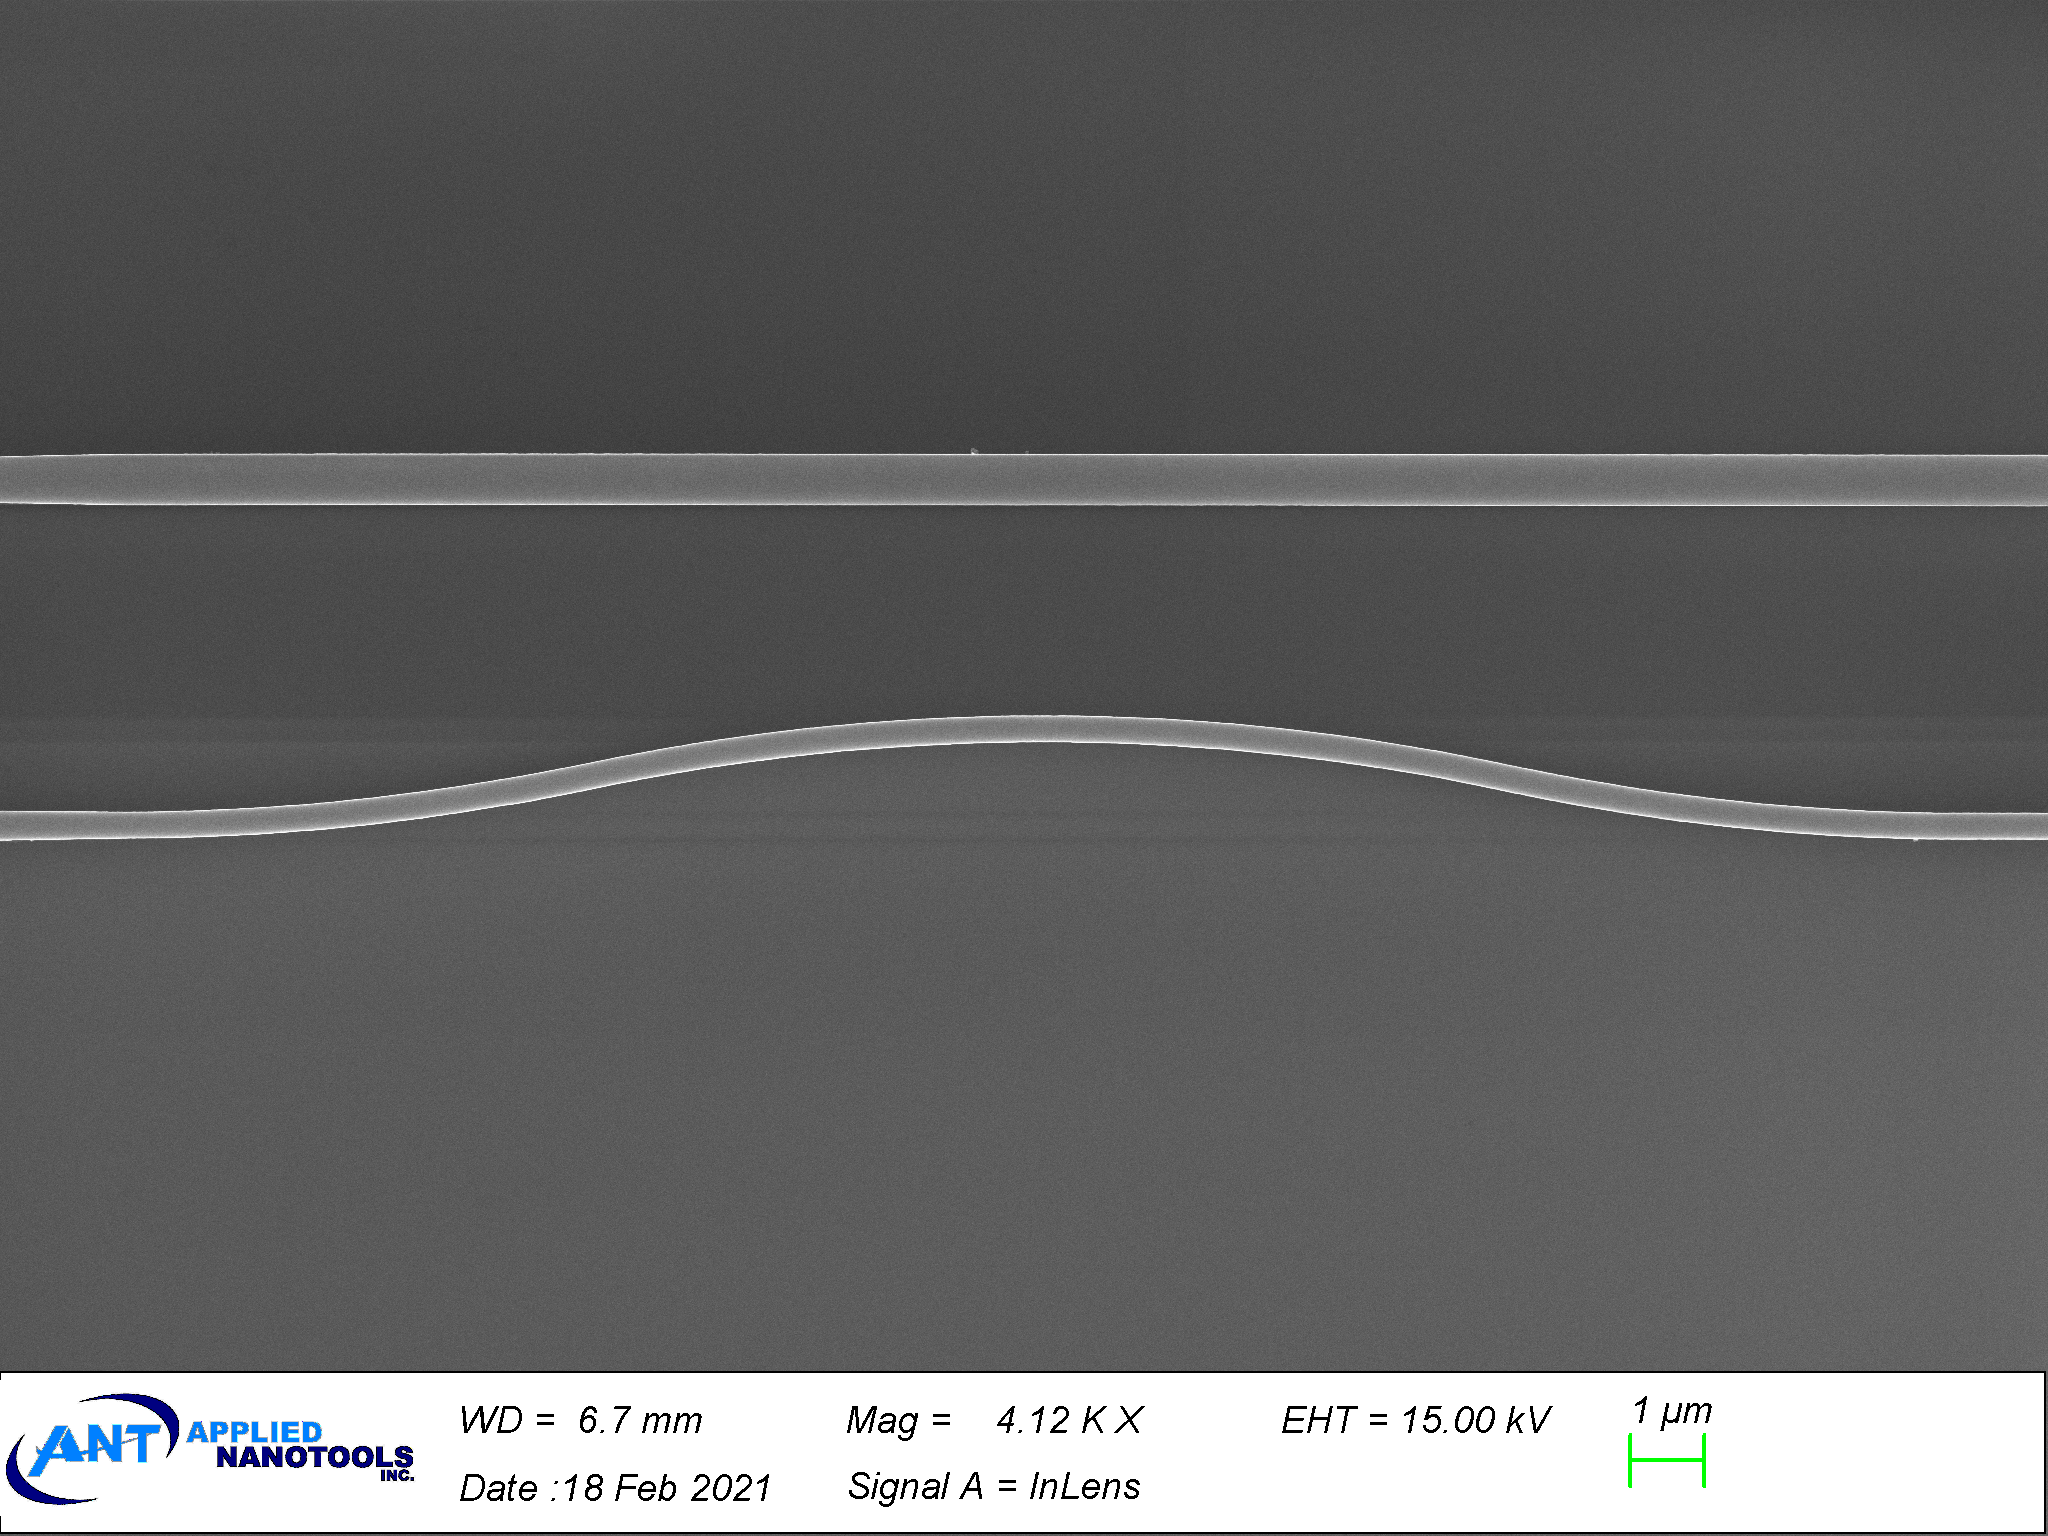 ANT APPLIED
NANOTOOLS
INC.
WD = 6.7 mm Mag = 4.12 K X EHT = 15.00 kV 1 µm
Date :18 Feb 2021 Signal A = InLens